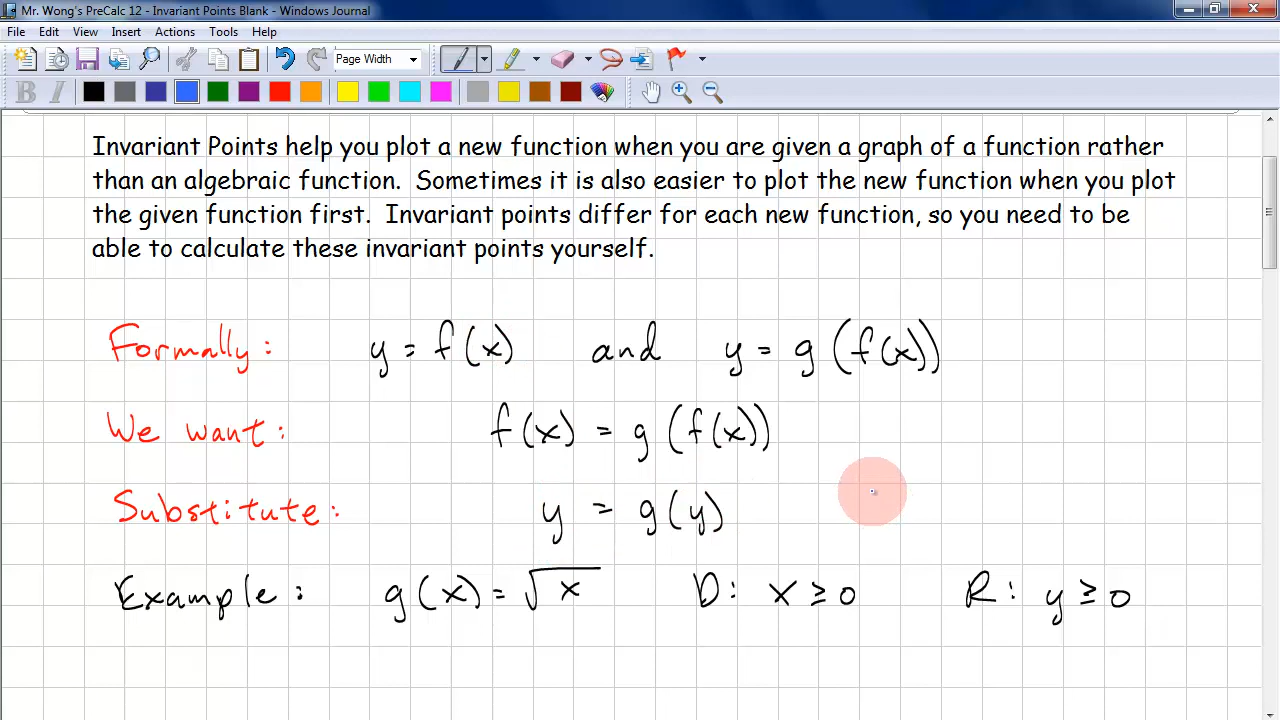 Mr. Wong's PreCalc 12 - Invariant Points Blank - Windows Journal
File Edit View Insert Actions Tools Help
Page Width
B I
Invariant Points help you plot a new function when you are given a graph of a function rather
than an algebraic function. Sometimes it is also easier to plot the new function when you plot
the given function first. Invariant points differ for each new function, so you need to be
able to calculate these invariant points yourself.
Formally: y = f(x) and y = g(f(x))
We want: f(x) = g(f(x))
Substitute: y = g(y)
Example: g(x) = √x D: x ≥ 0 R: y ≥ 0